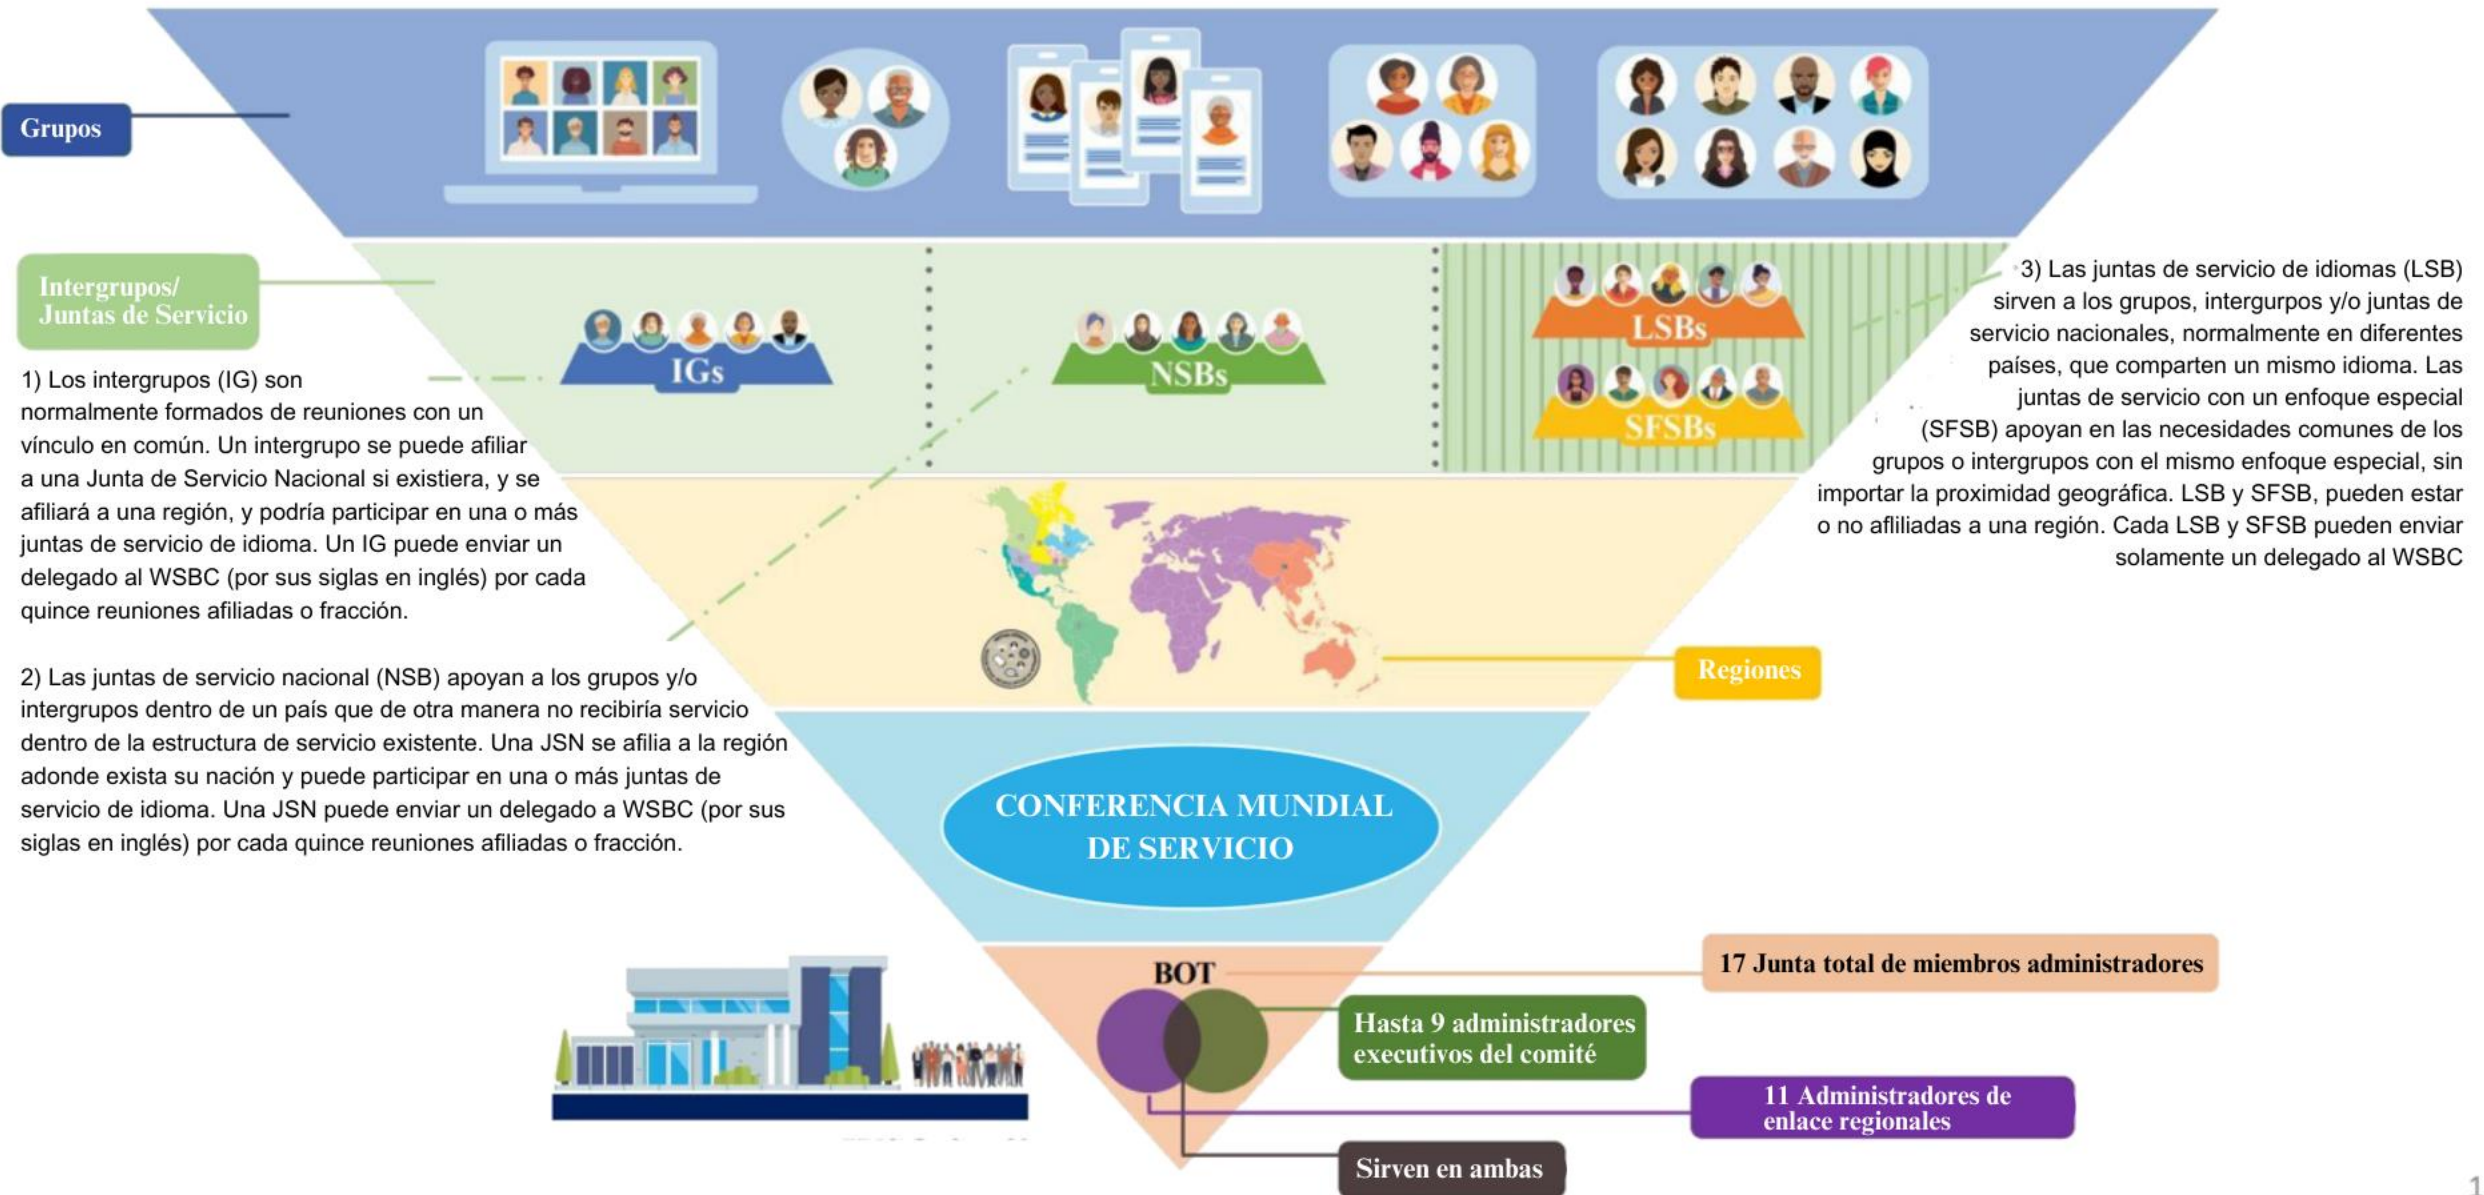 Grupos
Intergrupos/
Juntas de Servicio
1) Los intergrupos (IG) son
normalmente formados de reuniones con un
vínculo en común. Un intergrupo se puede afiliar
a una Junta de Servicio Nacional si existiera, y se
afiliará a una región, y podría participar en una o más
juntas de servicio de idioma. Un IG puede enviar un
delegado al WSBC (por sus siglas en inglés) por cada
quince reuniones afiliadas o fracción.
2) Las juntas de servicio nacional (NSB) apoyan a los grupos y/o
intergrupos dentro de un país que de otra manera no recibiría servicio
dentro de la estructura de servicio existente. Una JSN se afilia a la región
adonde exista su nación y puede participar en una o más juntas de
servicio de idioma. Una JSN puede enviar un delegado a WSBC (por sus
siglas en inglés) por cada quince reuniones afiliadas o fracción.
IGs
NSBs
LSBs
SFSBs
3) Las juntas de servicio de idiomas (LSB)
sirven a los grupos, intergurpos y/o juntas de
servicio nacionales, normalmente en diferentes
países, que comparten un mismo idioma. Las
juntas de servicio con un enfoque especial
(SFSB) apoyan en las necesidades comunes de los
grupos o intergrupos con el mismo enfoque especial, sin
importar la proximidad geográfica. LSB y SFSB, pueden estar
o no afliliadas a una región. Cada LSB y SFSB pueden enviar
solamente un delegado al WSBC
Regiones
CONFERENCIA MUNDIAL
DE SERVICIO
BOT
17 Junta total de miembros administradores
Hasta 9 administradores
executivos del comité
11 Administradores de
enlace regionales
Sirven en ambas
1